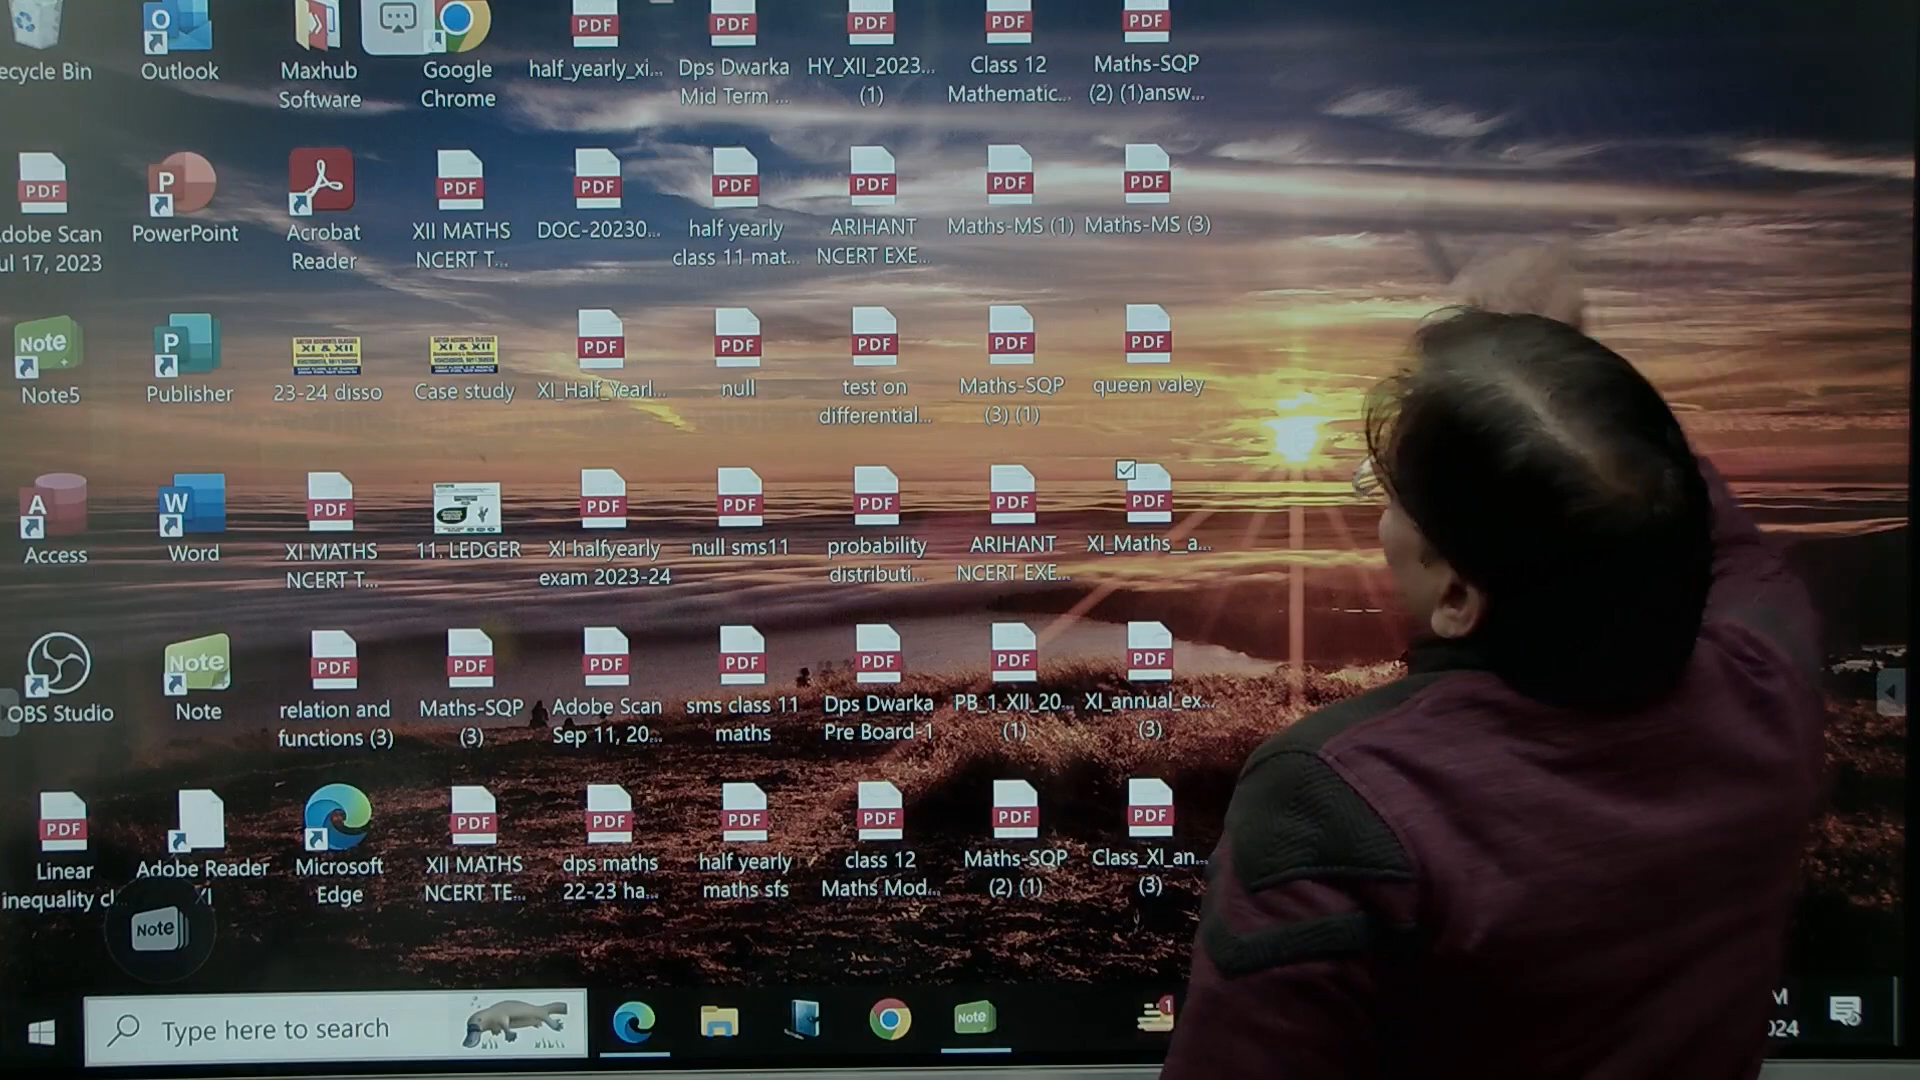 PDF
PDF
PDF
PDF
PDF
ecycle Bin
Outlook
Maxhub
Software
Google
Chrome
half_yearly_xi...
Dps Dwarka
Mid Term ...
HY_XII_2023...
(1)
Class 12
Mathematic...
Maths-SQP
(2) (1)answ...
PDF
PDF
PDF
PDF
PDF
PDF
PDF
dobe Scan
ul 17, 2023
PowerPoint
Acrobat
Reader
XII MATHS
NCERT T...
DOC-20230...
half yearly
class 11 mat...
ARIHANT
NCERT EXE...
Maths-MS (1)
Maths-MS (3)
Note
XI & XII
XI & XII
PDF
PDF
PDF
PDF
PDF
Note5
Publisher
23-24 disso
Case study
XI_Half_Yearl...
null
test on
differential...
Maths-SQP
(3) (1)
queen valey
PDF
PDF
PDF
PDF
PDF
PDF
Access
Word
XI MATHS
NCERT T...
11. LEDGER
XI halfyearly
exam 2023-24
null sms11
probability
distributi...
ARIHANT
NCERT EXE...
XI_Maths__a...
Note
PDF
PDF
PDF
PDF
PDF
PDF
PDF
OBS Studio
Note
relation and
functions (3)
Maths-SQP
(3)
Adobe Scan
Sep 11, 20...
sms class 11
maths
Dps Dwarka
Pre Board-1
PB_1_XII_20...
(1)
XI_annual_ex...
(3)
PDF
PDF
PDF
PDF
PDF
PDF
PDF
Linear
inequality cl...
Adobe Reader
XI
Microsoft
Edge
XII MATHS
NCERT TE...
dps maths
22-23 ha...
half yearly
maths sfs
class 12
Maths Mod...
Maths-SQP
(2) (1)
Class_XI_an...
(3)
Note
Type here to search
Note
1
M
024